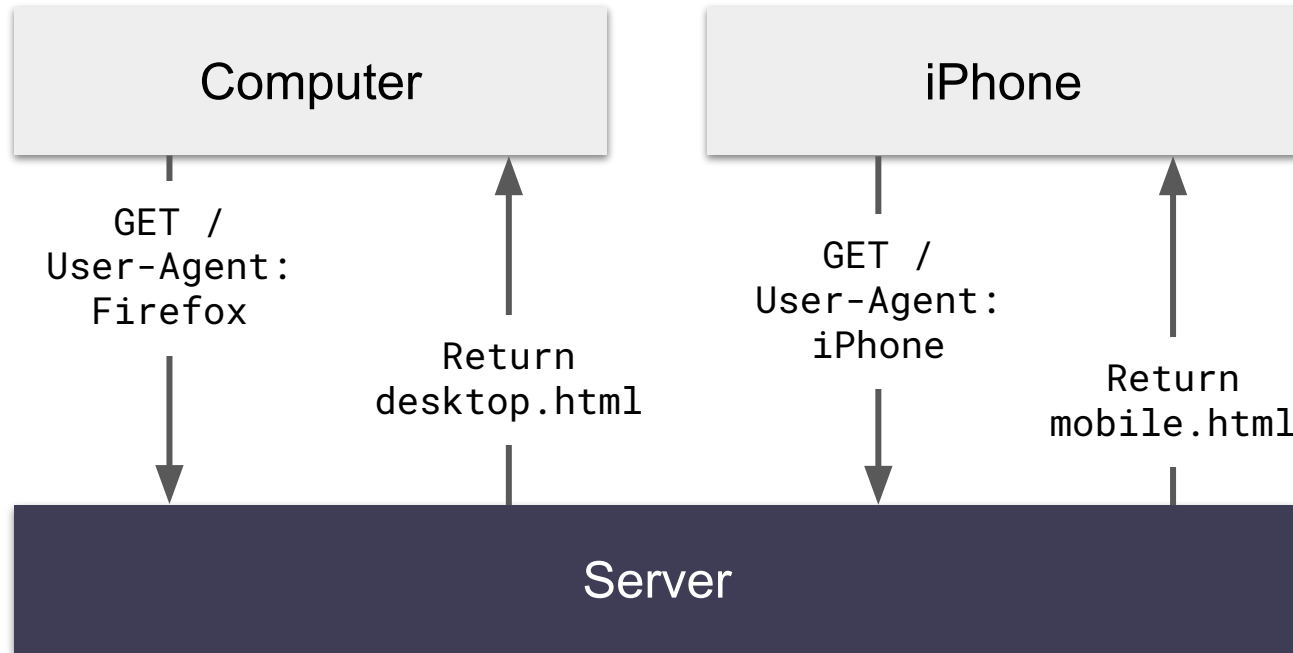 Computer
iPhone
GET /
User-Agent:
Firefox
Return
desktop.html
GET /
User-Agent:
iPhone
Return
mobile.html
Server